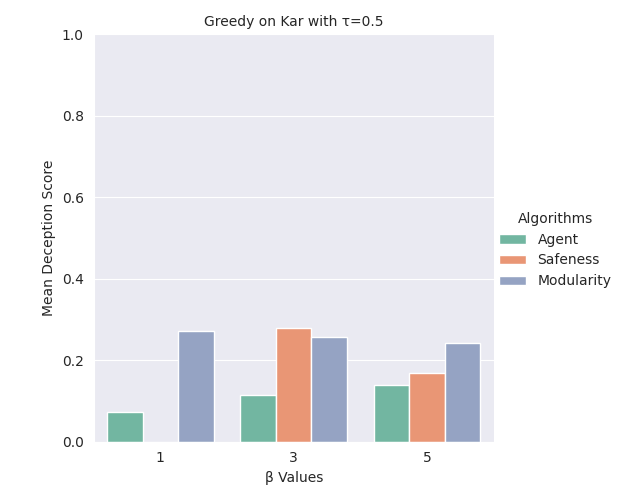 Greedy on Kar with τ=0.5
1.0
0.8
0.6
0.4
0.2
0.0
Mean Deception Score
1
3
5
β Values
Algorithms
Agent
Safeness
Modularity